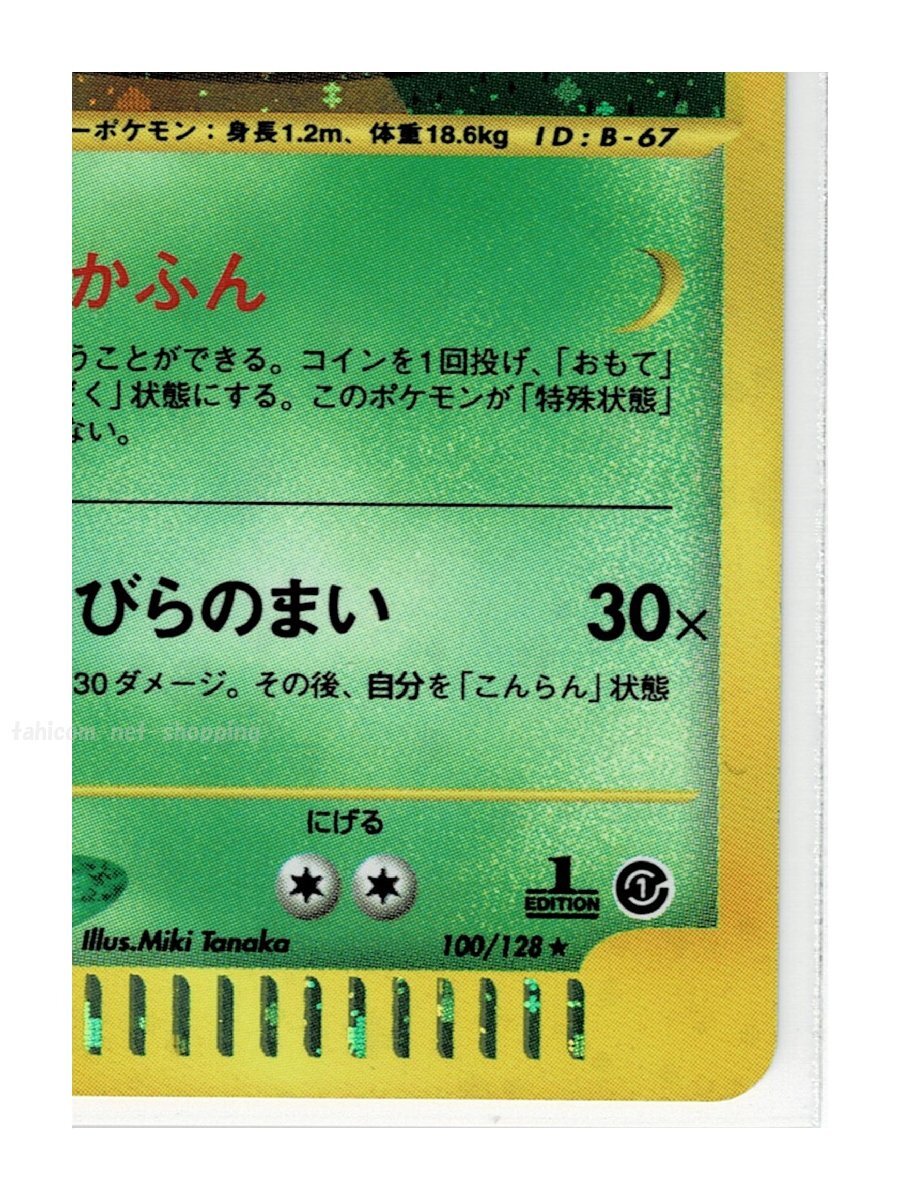 ーポケモン：身長1.2m、体重18.6kg ID:B-67
かふん
うことができる。コインを1回投げ、「おもて」
く」状態にする。このポケモンが「特殊状態」
ない。
びらのまい 30×
30ダメージ。その後、自分を「こんらん」状態
tahicom net shopping
にげる
1
EDITION
1
Illus.Miki Tanaka 100/128★